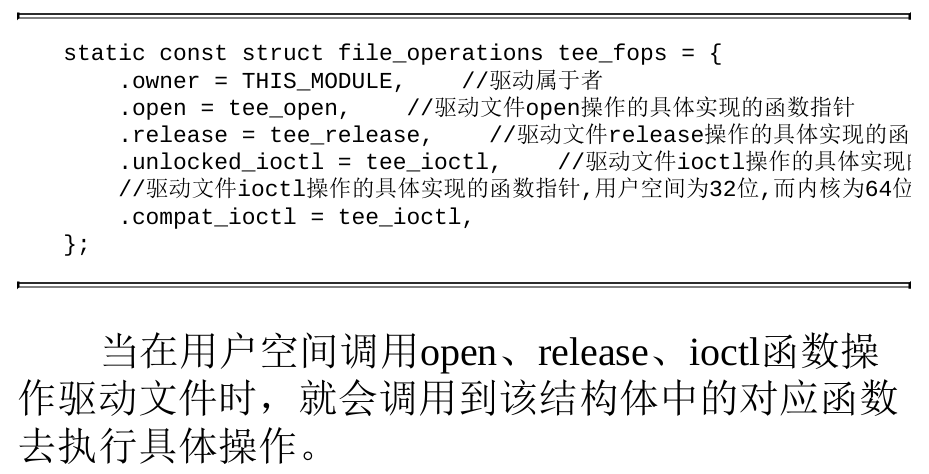 static const struct file_operations tee_fops = {
    .owner = THIS_MODULE,    //驱动属于者
    .open = tee_open,    //驱动文件open操作的具体实现的函数指针
    .release = tee_release,    //驱动文件release操作的具体实现的函
    .unlocked_ioctl = tee_ioctl,    //驱动文件ioctl操作的具体实现
    //驱动文件ioctl操作的具体实现的函数指针,用户空间为32位,而内核为64位
    .compat_ioctl = tee_ioctl,
};
当在用户空间调用open、release、ioctl函数操
作驱动文件时，就会调用到该结构体中的对应函数
去执行具体操作。